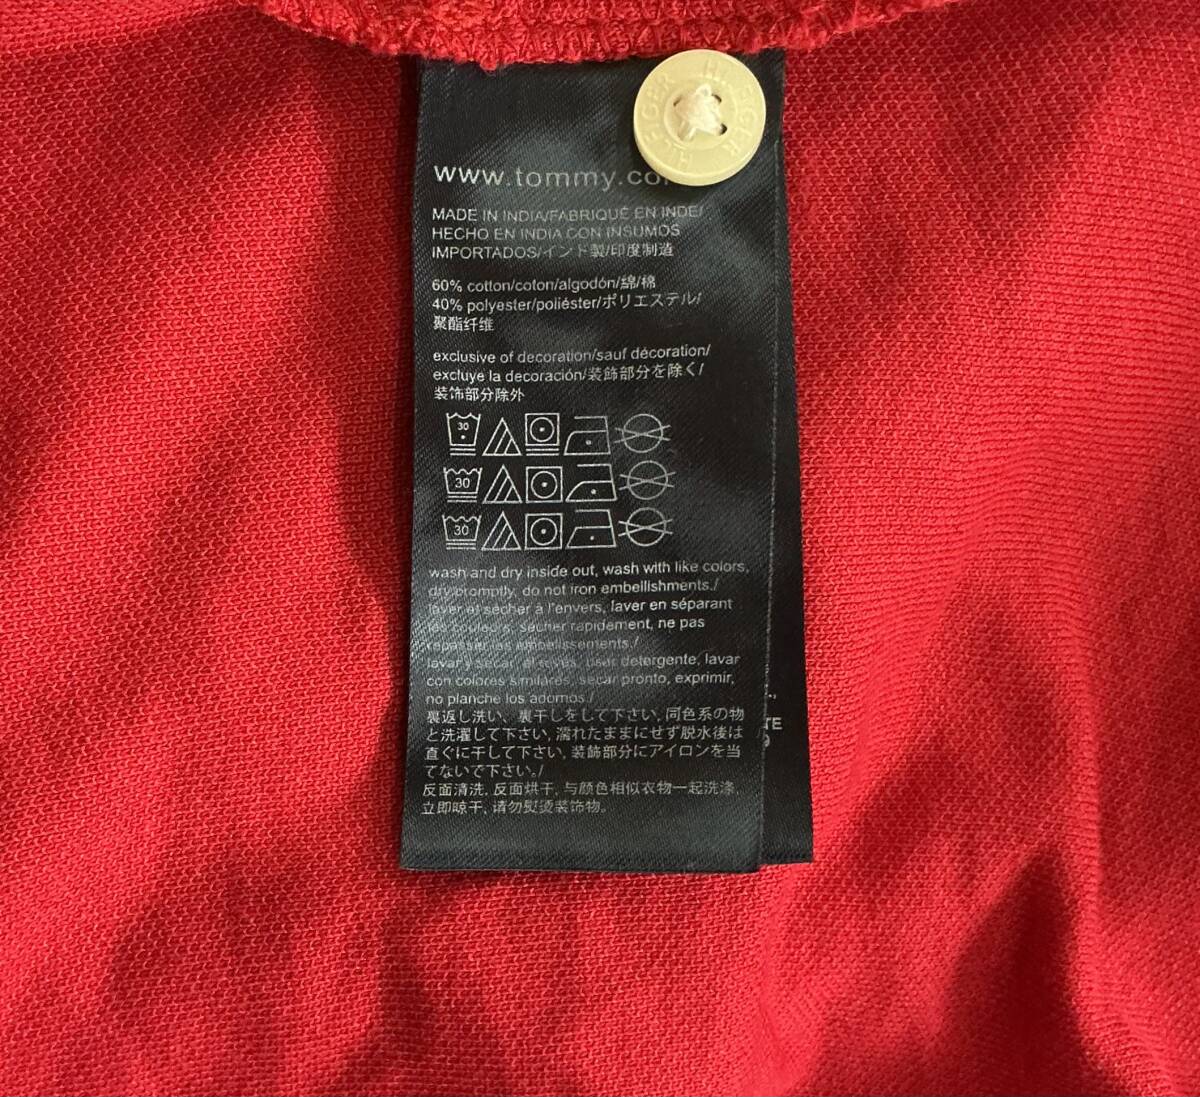 HILFIGER HILFIGER
www.tommy.co
MADE IN INDIA/FABRIQUÉ EN INDE/
HECHO EN INDIA CON INSUMOS
IMPORTADOS/インド製/印度制造
60% cotton/coton/algodón/綿/棉
40% polyester/poliéster/ポリエステル/
聚酯纤维
exclusive of decoration/sauf décoration/
excluye la decoración/装飾部分を除く/
装饰部分除外
30
30
30
wash and dry inside out, wash with like colors,
dry promptly, do not iron embellishments./
laver et sécher à l'envers, laver en séparant
les couleurs, sécher rapidement, ne pas
repasser les embellissements./
lavar y secar al revés, usar detergente, lavar
con colores similares, secar pronto, exprimir,
no planche los adornos./
裏返し洗い、裏干しをして下さい, 同色系の物
と洗濯して下さい, 濡れたままにせず脱水後は
直ぐに干して下さい, 装飾部分にアイロンを当
てないで下さい。/
反面清洗, 反面烘干, 与颜色相似衣物一起洗涤,
立即晾干, 请勿熨烫装饰物。
TE